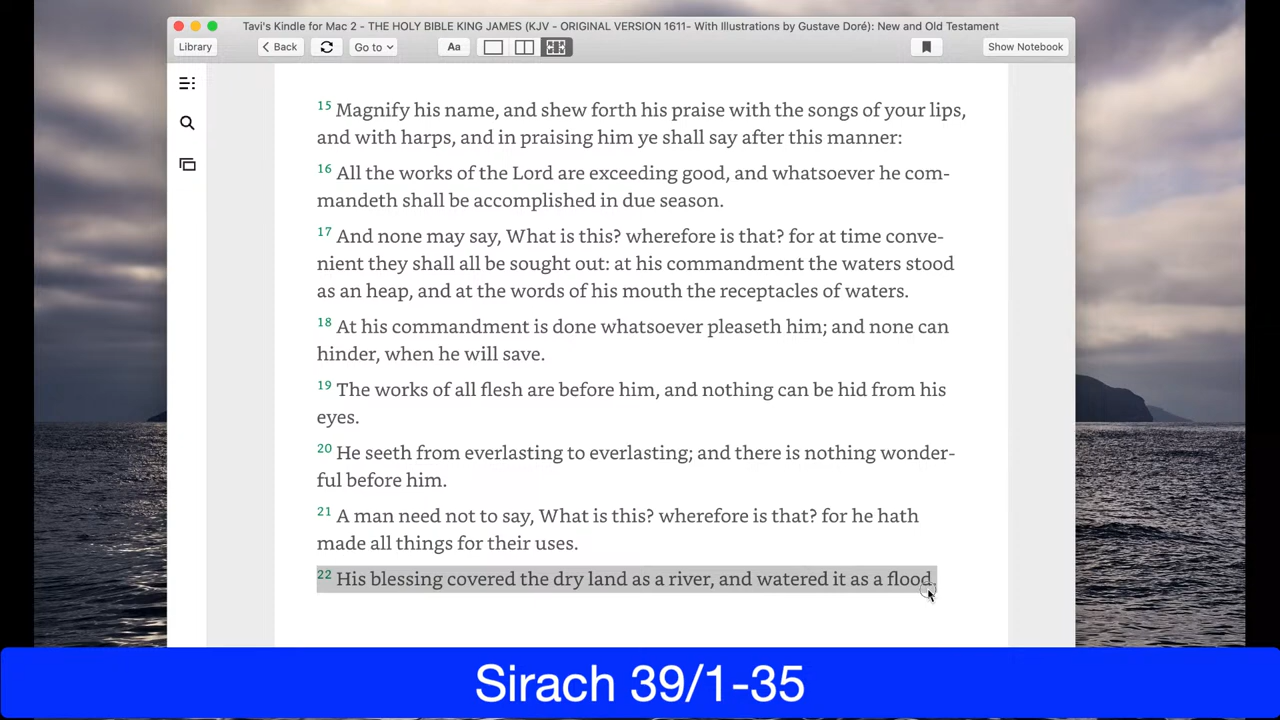 Tavi's Kindle for Mac 2 - THE HOLY BIBLE KING JAMES (KJV - ORIGINAL VERSION 1611- With Illustrations by Gustave Doré): New and Old Testament
Library
Back
Go to
Aa
Show Notebook
15 Magnify his name, and shew forth his praise with the songs of your lips,
and with harps, and in praising him ye shall say after this manner:
16 All the works of the Lord are exceeding good, and whatsoever he com-
mandeth shall be accomplished in due season.
17 And none may say, What is this? wherefore is that? for at time conve-
nient they shall all be sought out: at his commandment the waters stood
as an heap, and at the words of his mouth the receptacles of waters.
18 At his commandment is done whatsoever pleaseth him; and none can
hinder, when he will save.
19 The works of all flesh are before him, and nothing can be hid from his
eyes.
20 He seeth from everlasting to everlasting; and there is nothing wonder-
ful before him.
21 A man need not to say, What is this? wherefore is that? for he hath
made all things for their uses.
22 His blessing covered the dry land as a river, and watered it as a flood.
Sirach 39/1-35